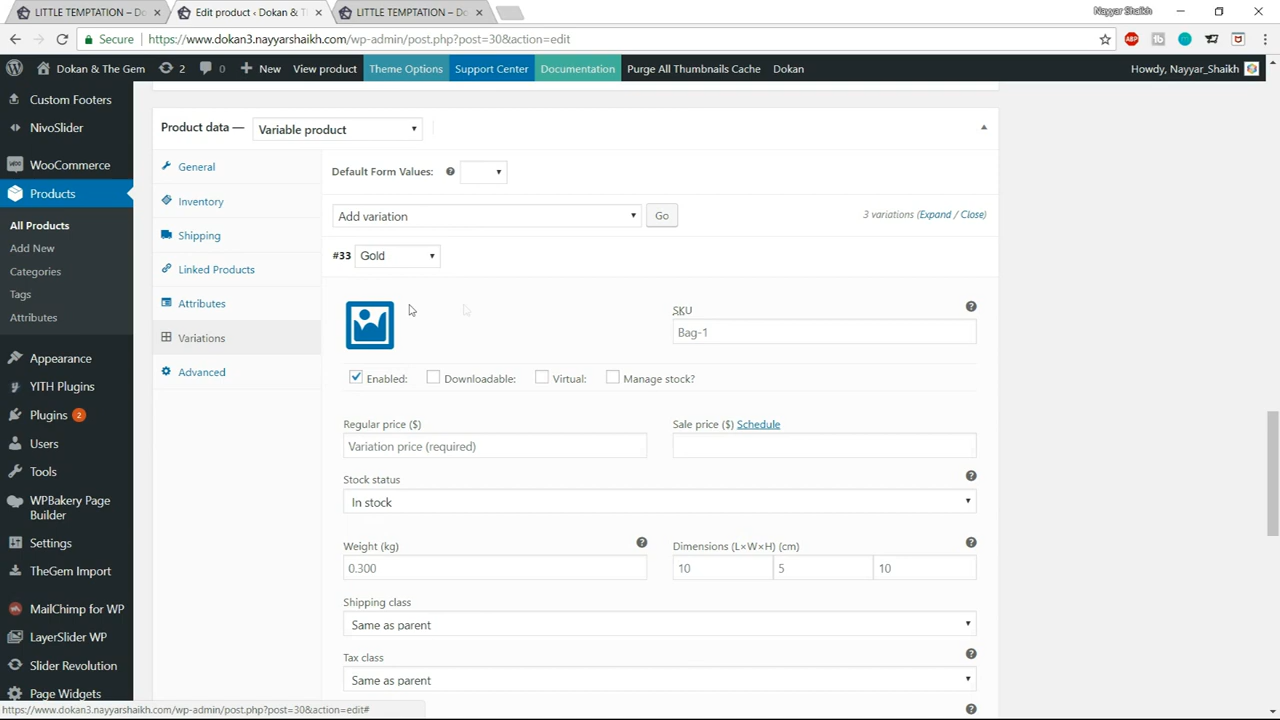 LITTLE TEMPTATION – Do
Edit product ‹ Dokan & T
LITTLE TEMPTATION – Do
Nayyar Shaikh
Secure
https://www.dokan3.nayyarshaikh.com/wp-admin/post.php?post=30&action=edit
ABP
Dokan & The Gem
2
0
New
View product
Theme Options
Support Center
Documentation
Purge All Thumbnails Cache
Dokan
Howdy, Nayyar_Shaikh
Custom Footers
NivoSlider
WooCommerce
Products
All Products
Add New
Categories
Tags
Attributes
Appearance
YITH Plugins
Plugins 2
Users
Tools
WPBakery Page
Builder
Settings
TheGem Import
MailChimp for WP
LayerSlider WP
Slider Revolution
Page Widgets
Product data —
Variable product
General
Inventory
Shipping
Linked Products
Attributes
Variations
Advanced
Default Form Values:
Add variation
Go
3 variations (Expand / Close)
#33
Gold
SKU
Bag-1
Enabled:
Downloadable:
Virtual:
Manage stock?
Regular price ($)
Variation price (required)
Sale price ($) Schedule
Stock status
In stock
Weight (kg)
0.300
Dimensions (L×W×H) (cm)
10
5
10
Shipping class
Same as parent
Tax class
Same as parent
https://www.dokan3.nayyarshaikh.com/wp-admin/post.php?post=30&action=edit#